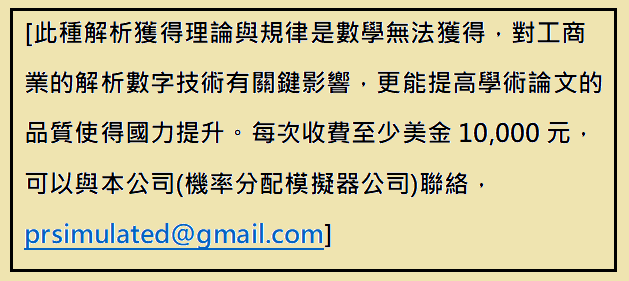 [此種解析獲得理論與規律是數學無法獲得，對工商
業的解析數字技術有關鍵影響，更能提高學術論文的
品質使得國力提升。每次收費至少美金 10,000 元，
可以與本公司(機率分配模擬器公司)聯絡，
prsimulated@gmail.com]